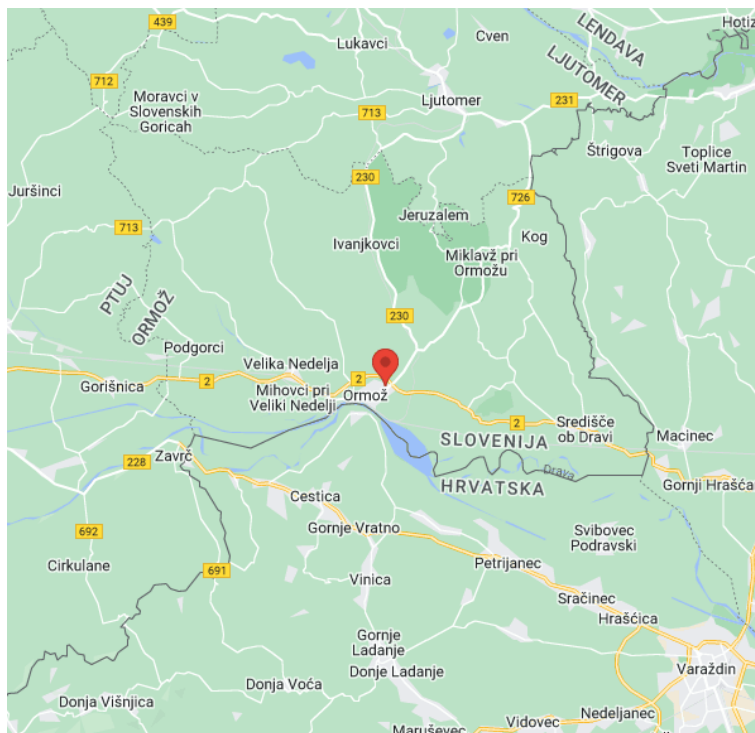 439
Lukavci
Cven
LENDAVA
LJUTOMER
Hotiz
712
Moravci v
Slovenskih
Goricah
Ljutomer
231
713
Štrigova
Toplice
Sveti Martin
Juršinci
230
726
Jeruzalem
713
Ivanjkovci
Kog
Miklavž pri
Ormožu
PTUJ
ORMOŽ
230
Podgorci
Velika Nedelja
2
2
Gorišnica
Mihovci pri
Veliki Nedelji
Ormož
2
Središče
ob Dravi
SLOVENIJA
Macinec
Zavrč
228
Drava
Gornji Hrašća
HRVATSKA
Cestica
692
Gornje Vratno
Svibovec
Podravski
Cirkulane
691
Vinica
Petrijanec
Sračinec
Hrašćica
Gornje
Ladanje
Donje Ladanje
Varaždin
Donja Voća
Donja Višnjica
Nedeljanec
Vidovec
Maruševec